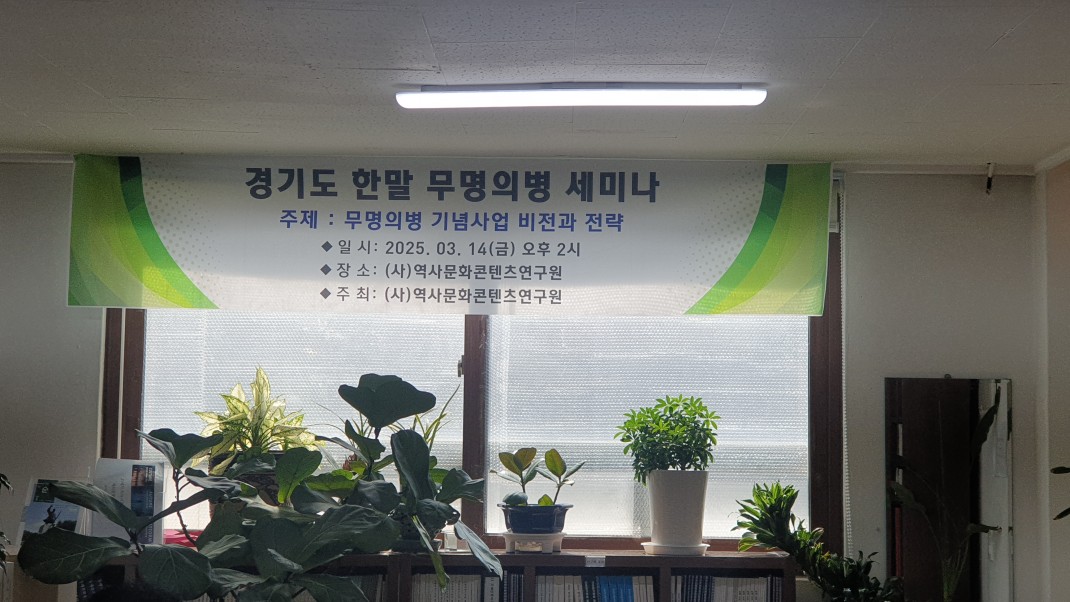 경기도 한말 무명의병 세미나
주제 : 무명의병 기념사업 비전과 전략
◆ 일 시: 2025. 03. 14(금) 오후 2시
◆ 장 소: (사)역사문화콘텐츠연구원
◆ 주 최: (사)역사문화콘텐츠연구원